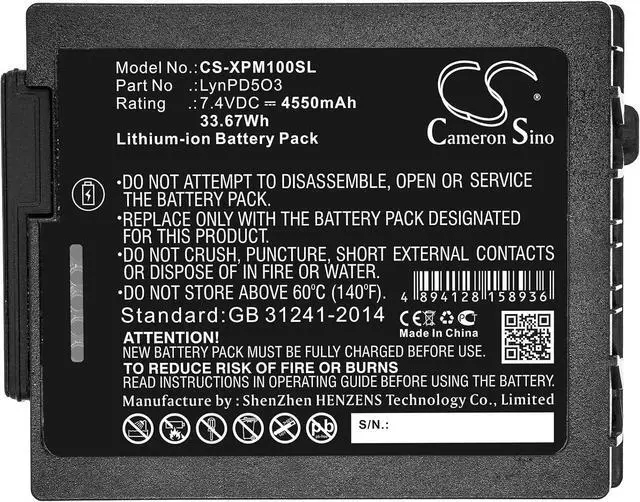 Model No.: CS-XPM100SL
Part No.: LynPD5O3
Rating : 7.4VDC ⎓ 4550mAh
33.67Wh
Lithium-ion Battery Pack
CS
Cameron Sino
•DO NOT ATTEMPT TO DISASSEMBLE, OPEN OR SERVICE
THE BATTERY PACK.
•REPLACE ONLY WITH THE BATTERY PACK DESIGNATED
FOR THIS PRODUCT.
•DO NOT CRUSH, PUNCTURE, SHORT EXTERNAL CONTACTS
OR DISPOSE OF IN FIRE OR WATER.
•DO NOT STORE ABOVE 60°C (140°F).
4 894128 158936
Standard: GB 31241-2014
CE
Made in China
ATTENTION!
NEW BATTERY PACK MUST BE FULLY CHARGED BEFORE USE.
TO REDUCE RISK OF FIRE OR BURNS
READ INSTRUCTIONS IN OPERATING GUIDE BEFORE USING THE BATTERY.
Manufacture by : ShenZhen HENZENS Technology Co., Limited
S/N.: